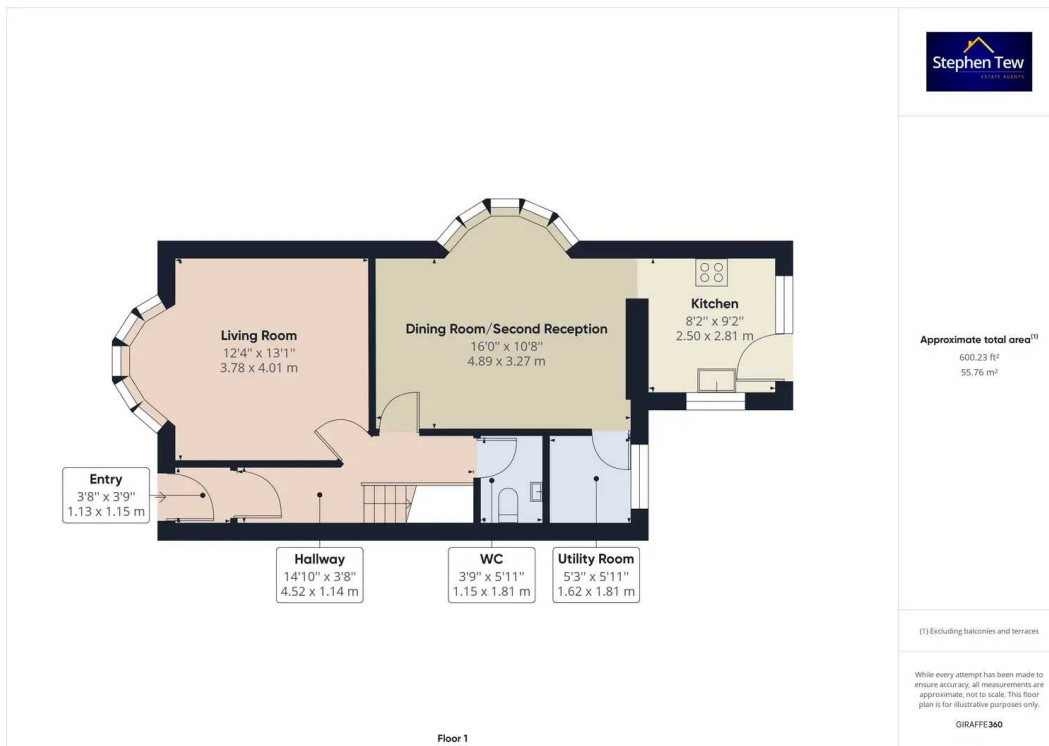 Stephen Tew
ESTATE AGENTS
Living Room
12'4" x 13'1"
3.78 x 4.01 m
Dining Room/Second Reception
16'0" x 10'8"
4.89 x 3.27 m
Kitchen
8'2" x 9'2"
2.50 x 2.81 m
Entry
3'8" x 3'9"
1.13 x 1.15 m
Hallway
14'10" x 3'8"
4.52 x 1.14 m
WC
3'9" x 5'11"
1.15 x 1.81 m
Utility Room
5'3" x 5'11"
1.62 x 1.81 m
Floor 1
Approximate total area(1)
600.23 ft²
55.76 m²
(1) Excluding balconies and terraces
While every attempt has been made to
ensure accuracy, all measurements are
approximate, not to scale. This floor
plan is for illustrative purposes only.
GIRAFFE360